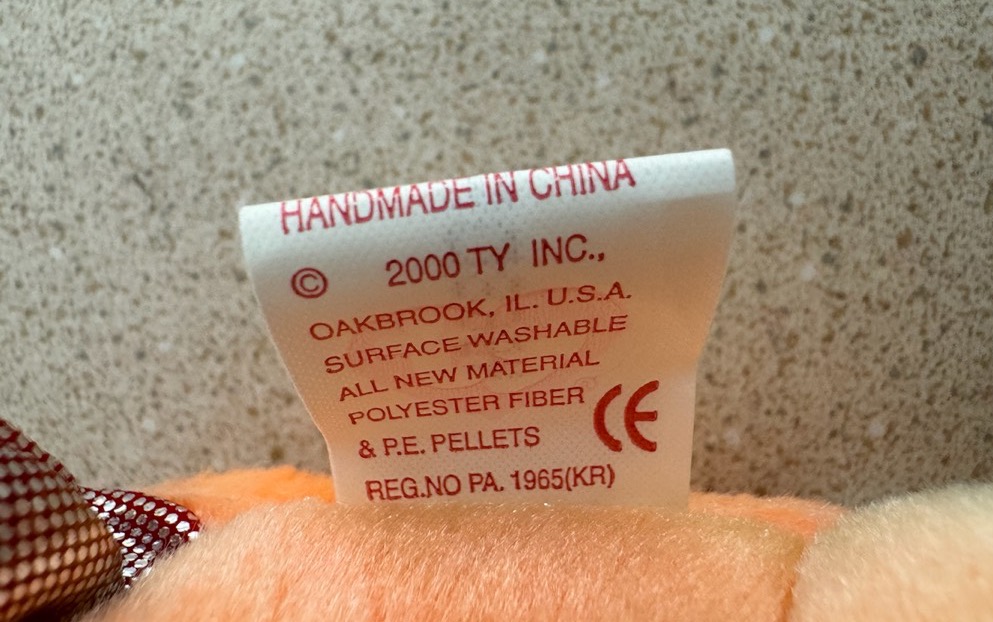 HANDMADE IN CHINA
© 2000 TY INC.,
OAKBROOK, IL. U.S.A.
SURFACE WASHABLE
ALL NEW MATERIAL
POLYESTER FIBER
& P.E. PELLETS
CE
REG.NO PA. 1965(KR)